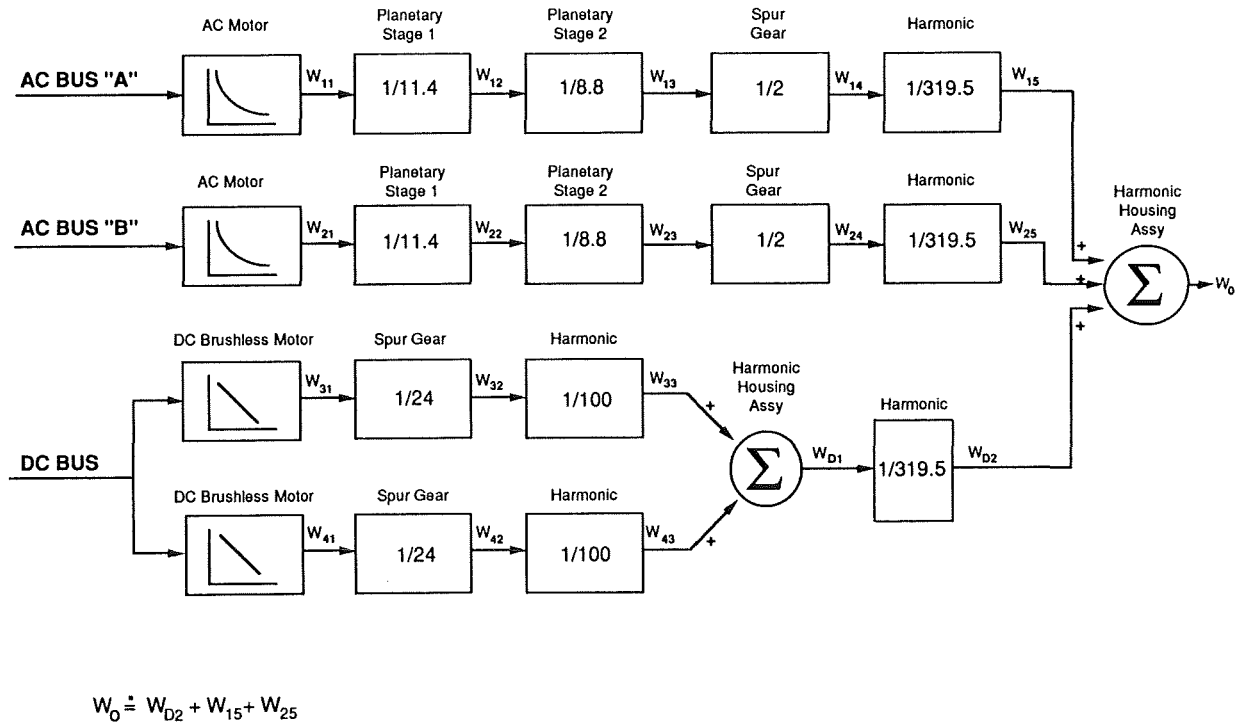 AC Motor
Planetary
Stage 1
Planetary
Stage 2
Spur
Gear
Harmonic
AC BUS "A"
W11
1/11.4
W12
1/8.8
W13
1/2
W14
1/319.5
W15
AC Motor
Planetary
Stage 1
Planetary
Stage 2
Spur
Gear
Harmonic
AC BUS "B"
W21
1/11.4
W22
1/8.8
W23
1/2
W24
1/319.5
W25
Harmonic
Housing
Assy
+
+
+
Σ
W0
DC Brushless Motor
Spur Gear
Harmonic
W31
1/24
W32
1/100
W33
+
Harmonic
Housing
Assy
Σ
WD1
Harmonic
1/319.5
WD2
DC BUS
DC Brushless Motor
Spur Gear
Harmonic
W41
1/24
W42
1/100
W43
+
W0 ≐ WD2 + W15 + W25